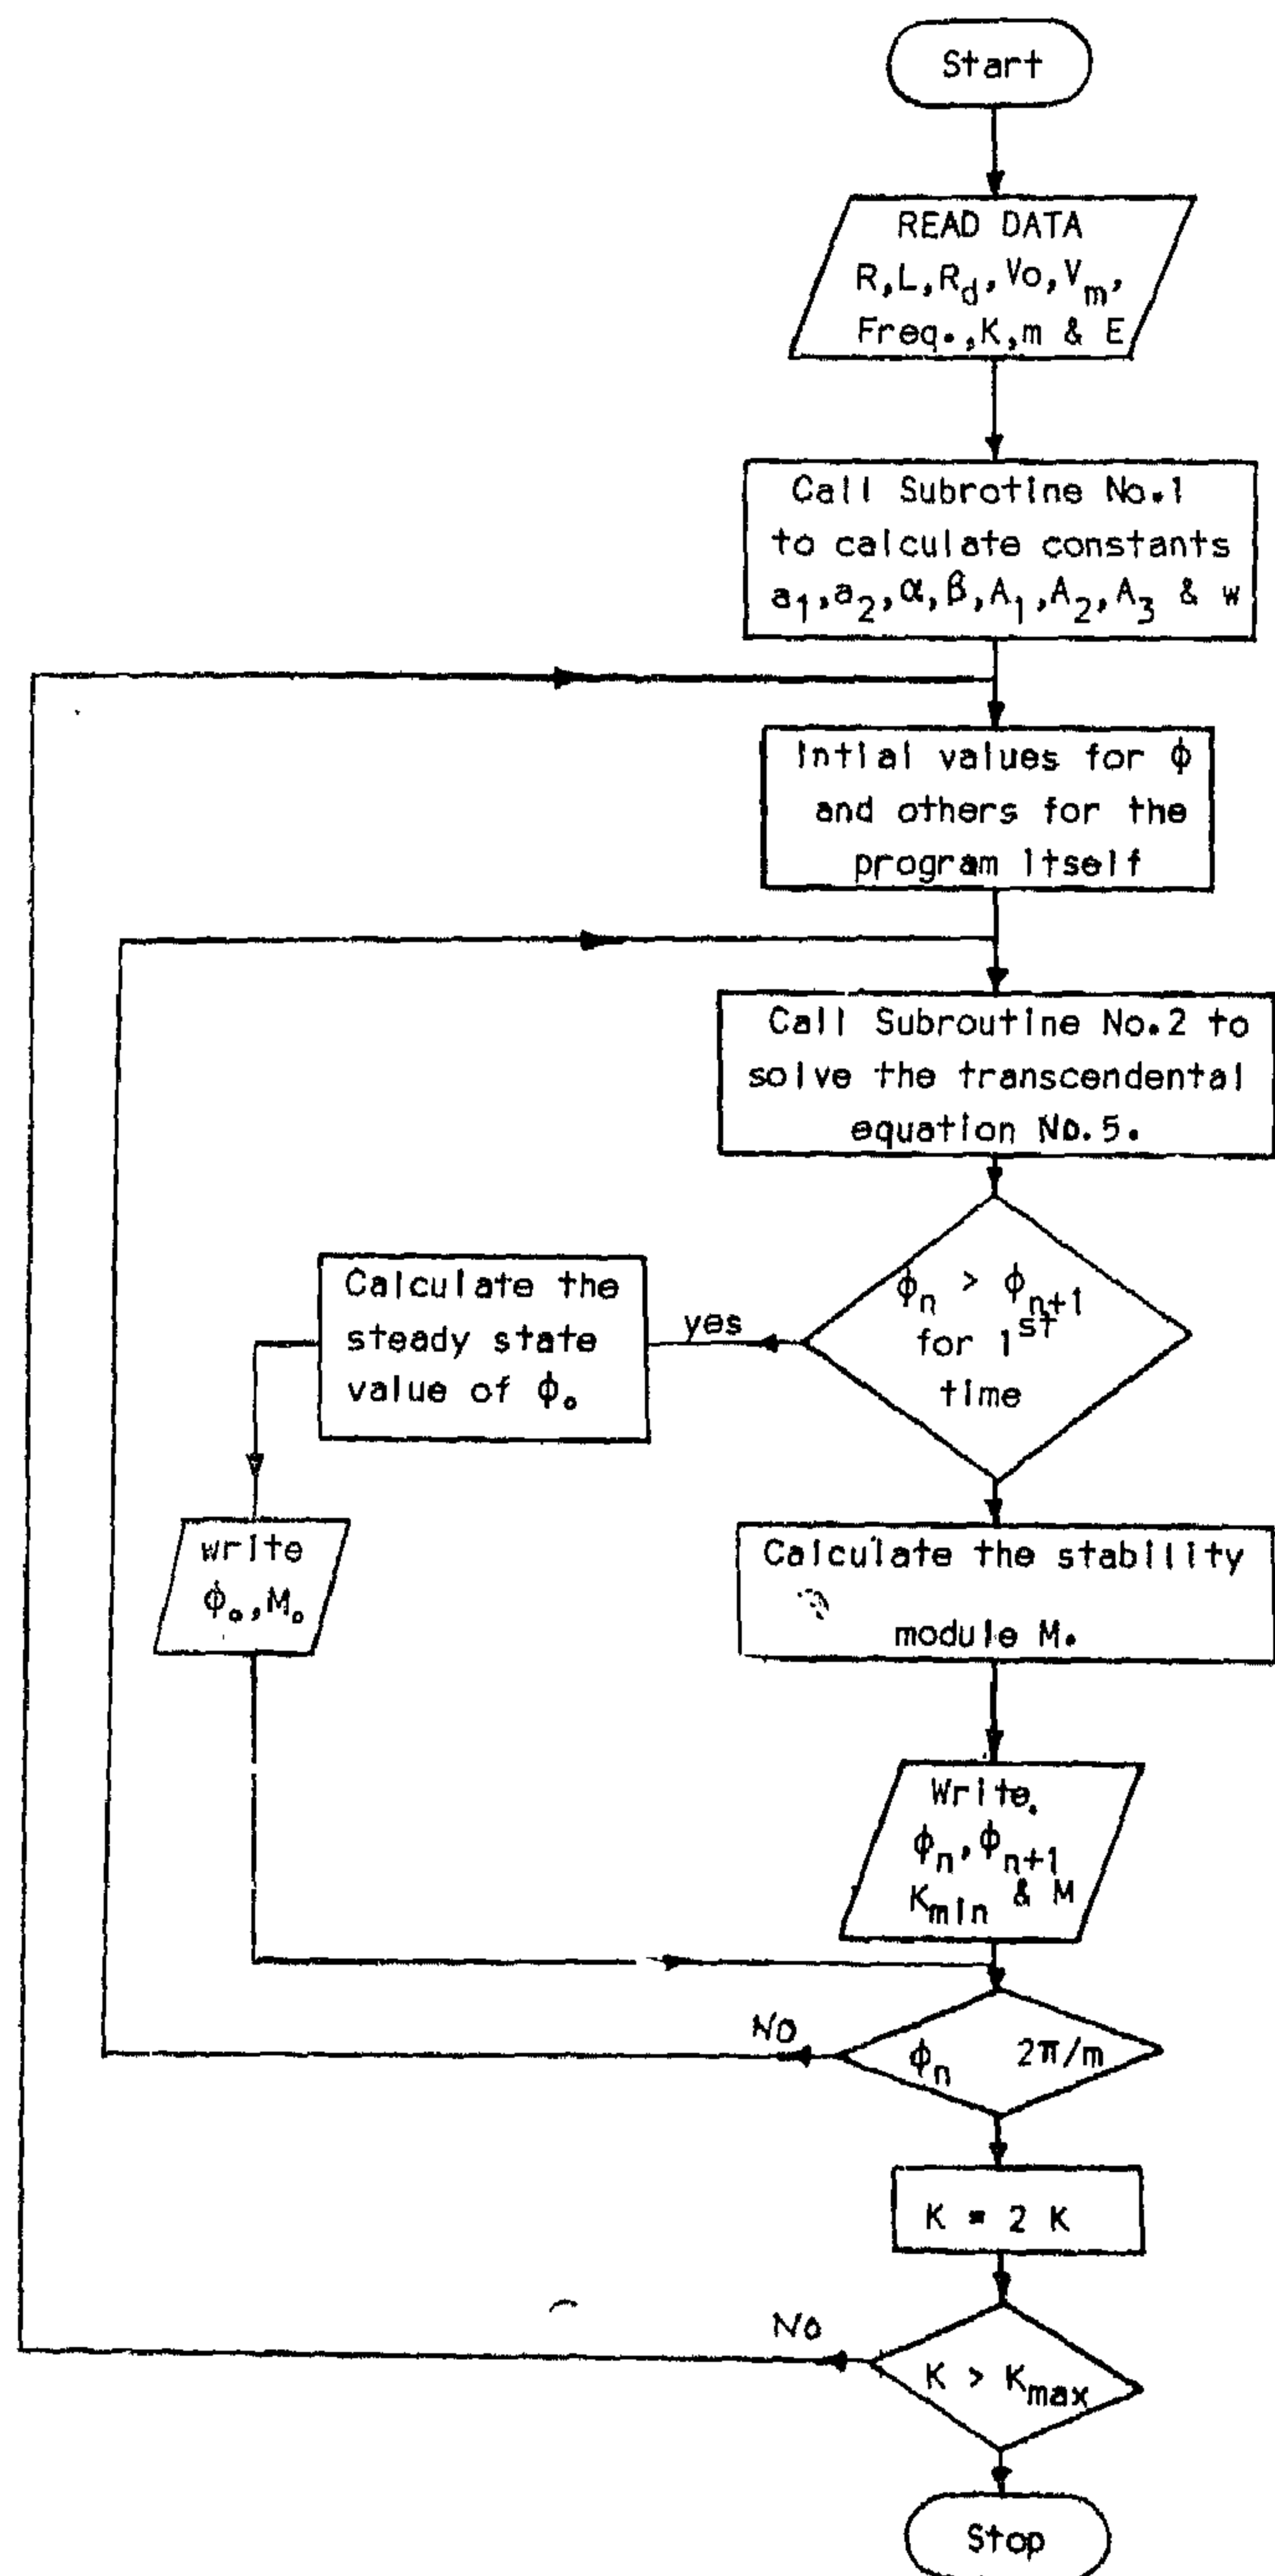 Start
READ DATA
R,L,R_d,Vo,V_m,
Freq.,K,m & E
Call Subrotine No.1
to calculate constants
a_1,a_2,α,β,A_1,A_2,A_3 & w
Intial values for ϕ
and others for the
program itself
Call Subroutine No.2 to
solve the transcendental
equation No.5.
ϕ_n > ϕ_n+1
for 1st
time
yes
Calculate the
steady state
value of ϕ_o
write
ϕ_o,M_o
Calculate the stability
module M.
Write.
ϕ_n,ϕ_n+1
K_min & M
No
ϕ_n 2π/m
K = 2 K
No
K > K_max
Stop